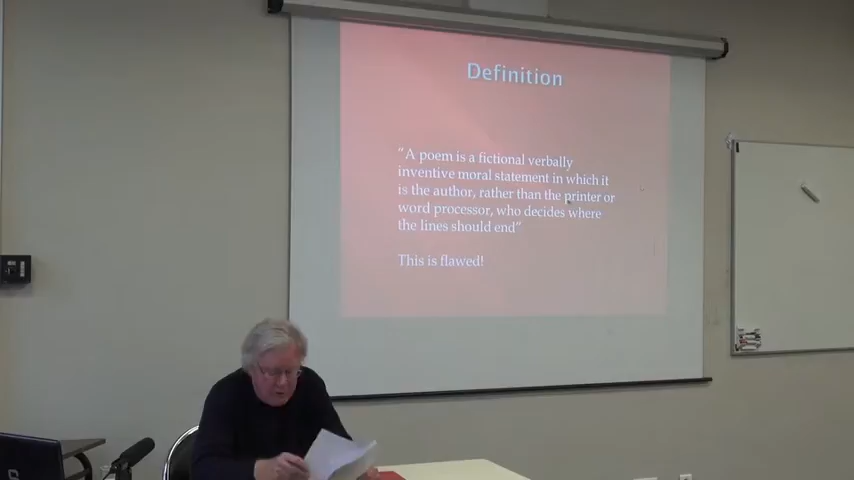 Definition
“A poem is a fictional verbally
inventive moral statement in which it
is the author, rather than the printer or
word processor, who decides where
the lines should end”
This is flawed!